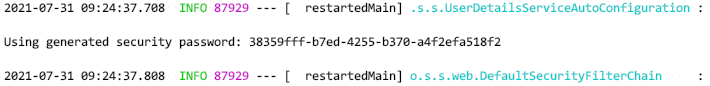 2021-07-31 09:24:37.708  INFO 87929 --- [  restartedMain] .s.s.UserDetailsServiceAutoConfiguration :
Using generated security password: 38359fff-b7ed-4255-b370-a4f2efa518f2
2021-07-31 09:24:37.808  INFO 87929 --- [  restartedMain] o.s.s.web.DefaultSecurityFilterChain     :